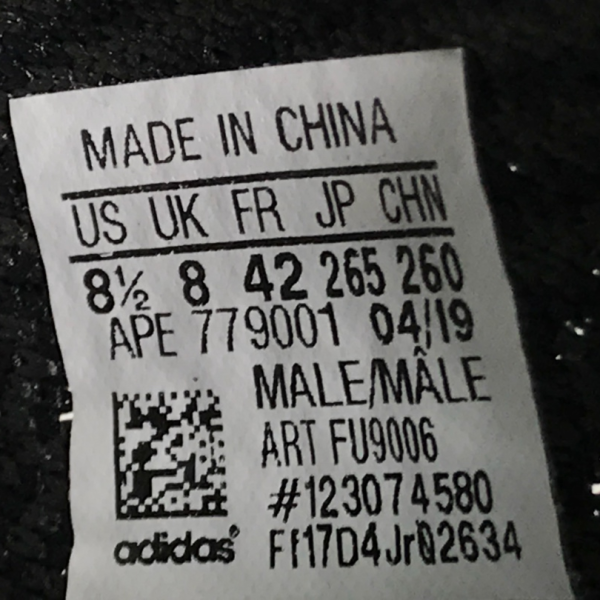 MADE IN CHINA
US UK FR JP CHN
8½ 8 42 265 260
APE 779001 04/19
MALE/MÂLE
ART FU9006
#123074580
adidas® Ff17D4Jr02634